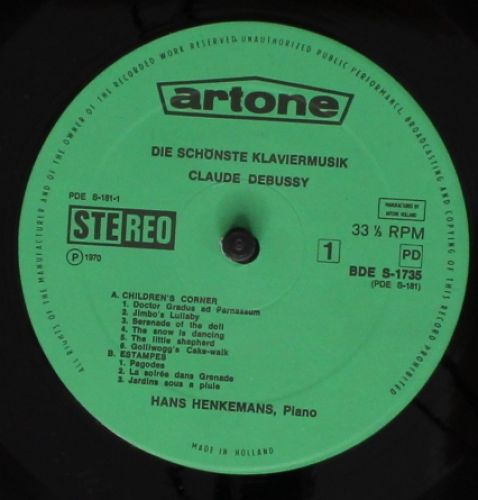 ALL RIGHTS OF THE MANUFACTURER AND OF THE OWNER OF THE RECORDED WORK RESERVED. UNAUTHORIZED PUBLIC PERFORMANCE, BROADCASTING AND COPYING OF THIS RECORD PROHIBITED
artone
DIE SCHÖNSTE KLAVIERMUSIK
CLAUDE DEBUSSY
PDE S-181-1
STEREO
P 1970
MANUFACTURED BY
ARTONE HOLLAND
33 ⅓ RPM
1 PD
BDE S-1735
(PDE S-181)
A. CHILDREN'S CORNER
1. Doctor Gradus ad Parnassum
2. Jimbo's Lullaby
3. Serenade of the doll
4. The snow is dancing
5. The little shepherd
6. Golliwogg's Cake-walk
B. ESTAMPES
1. Pagodes
2. La soirée dans Grenade
3. Jardins sous a pluie
HANS HENKEMANS, Piano
MADE IN HOLLAND